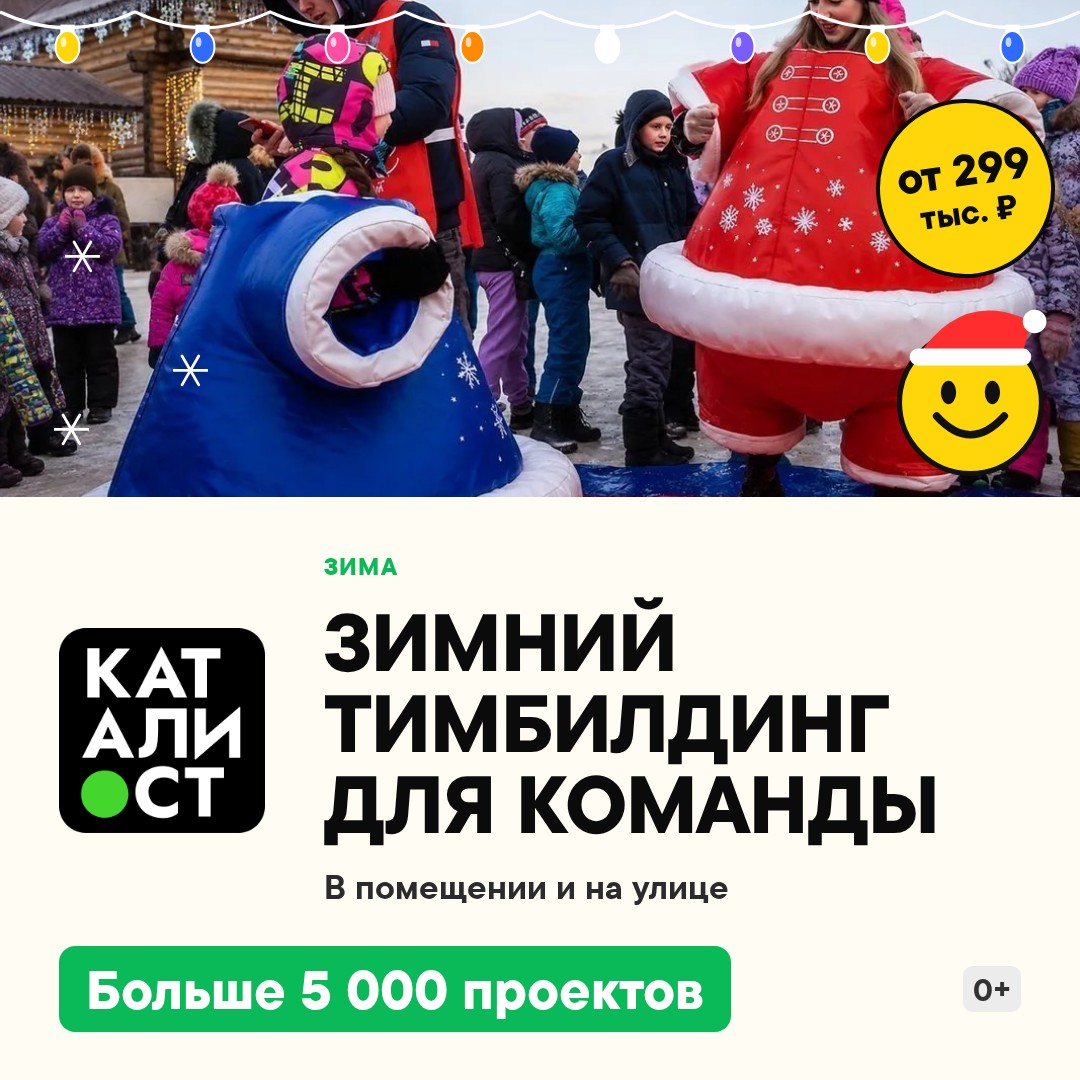 от 299
тыс. ₽
ЗИМА
ЗИМНИЙ
ТИМБИЛДИНГ
ДЛЯ КОМАНДЫ
В помещении и на улице
КАТ
АЛИ
СТ
Больше 5 000 проектов
0+